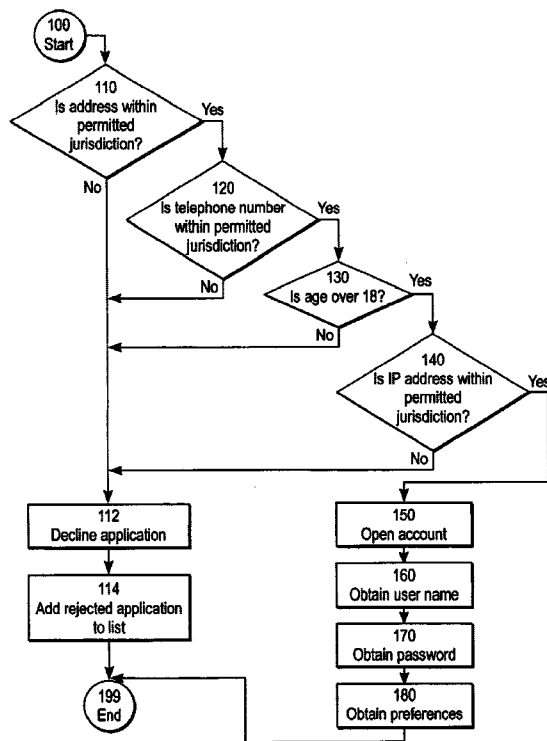 100
Start
110
Is address within
permitted
jurisdiction?
Yes
No
120
Is telephone number
within permitted
jurisdiction?
Yes
No
130
Is age over 18?
Yes
No
140
Is IP address within
permitted
jurisdiction?
Yes
No
112
Decline application
114
Add rejected application
to list
199
End
150
Open account
160
Obtain user name
170
Obtain password
180
Obtain preferences